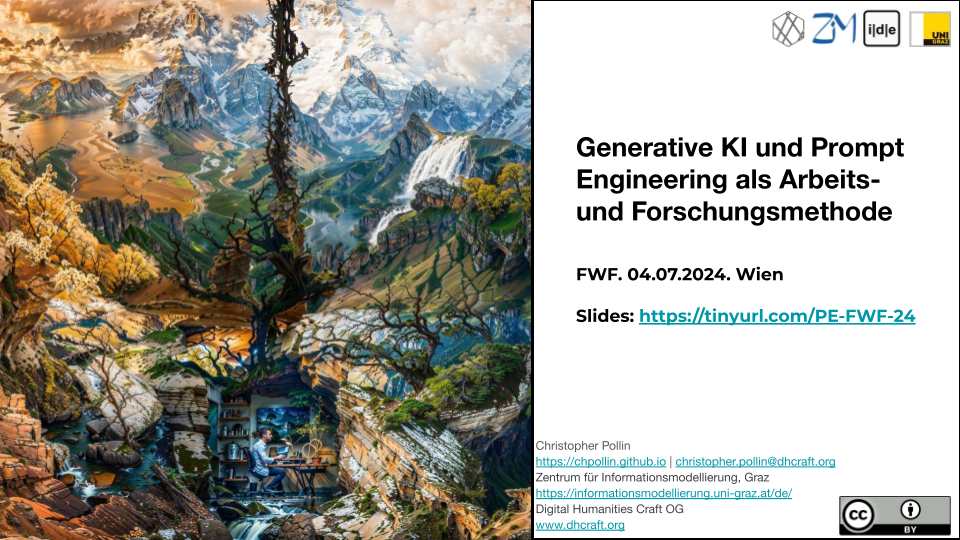 ZIM
i|d|e
UNI
GRAZ
Generative KI und Prompt
Engineering als Arbeits-
und Forschungsmethode
FWF. 04.07.2024. Wien
Slides: https://tinyurl.com/PE-FWF-24
Christopher Pollin
https://chpollin.github.io | christopher.pollin@dhcraft.org
Zentrum für Informationsmodellierung, Graz
https://informationsmodellierung.uni-graz.at/de/
Digital Humanities Craft OG
www.dhcraft.org
cc
BY